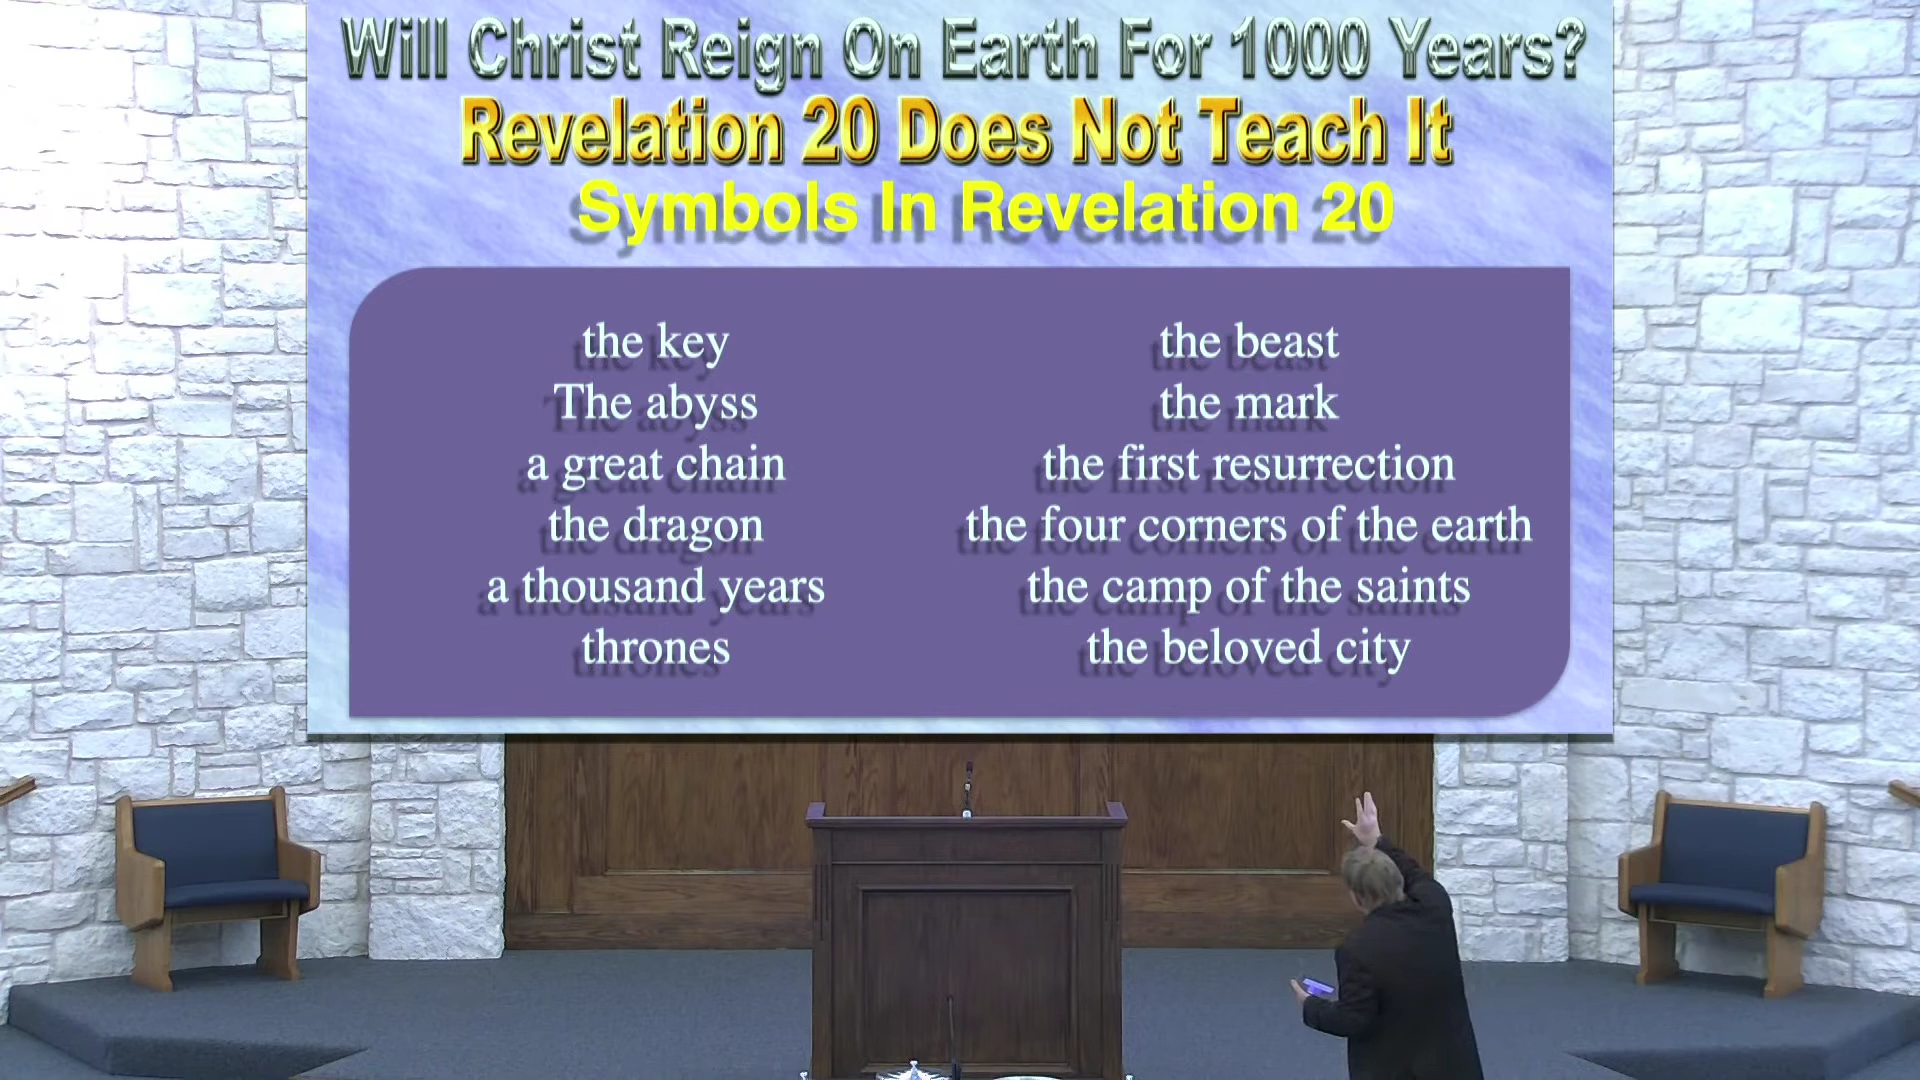 Will Christ Reign On Earth For 1000 Years?
Revelation 20 Does Not Teach It
Symbols In Revelation 20
the key
The abyss
a great chain
the dragon
a thousand years
thrones
the beast
the mark
the first resurrection
the four corners of the earth
the camp of the saints
the beloved city